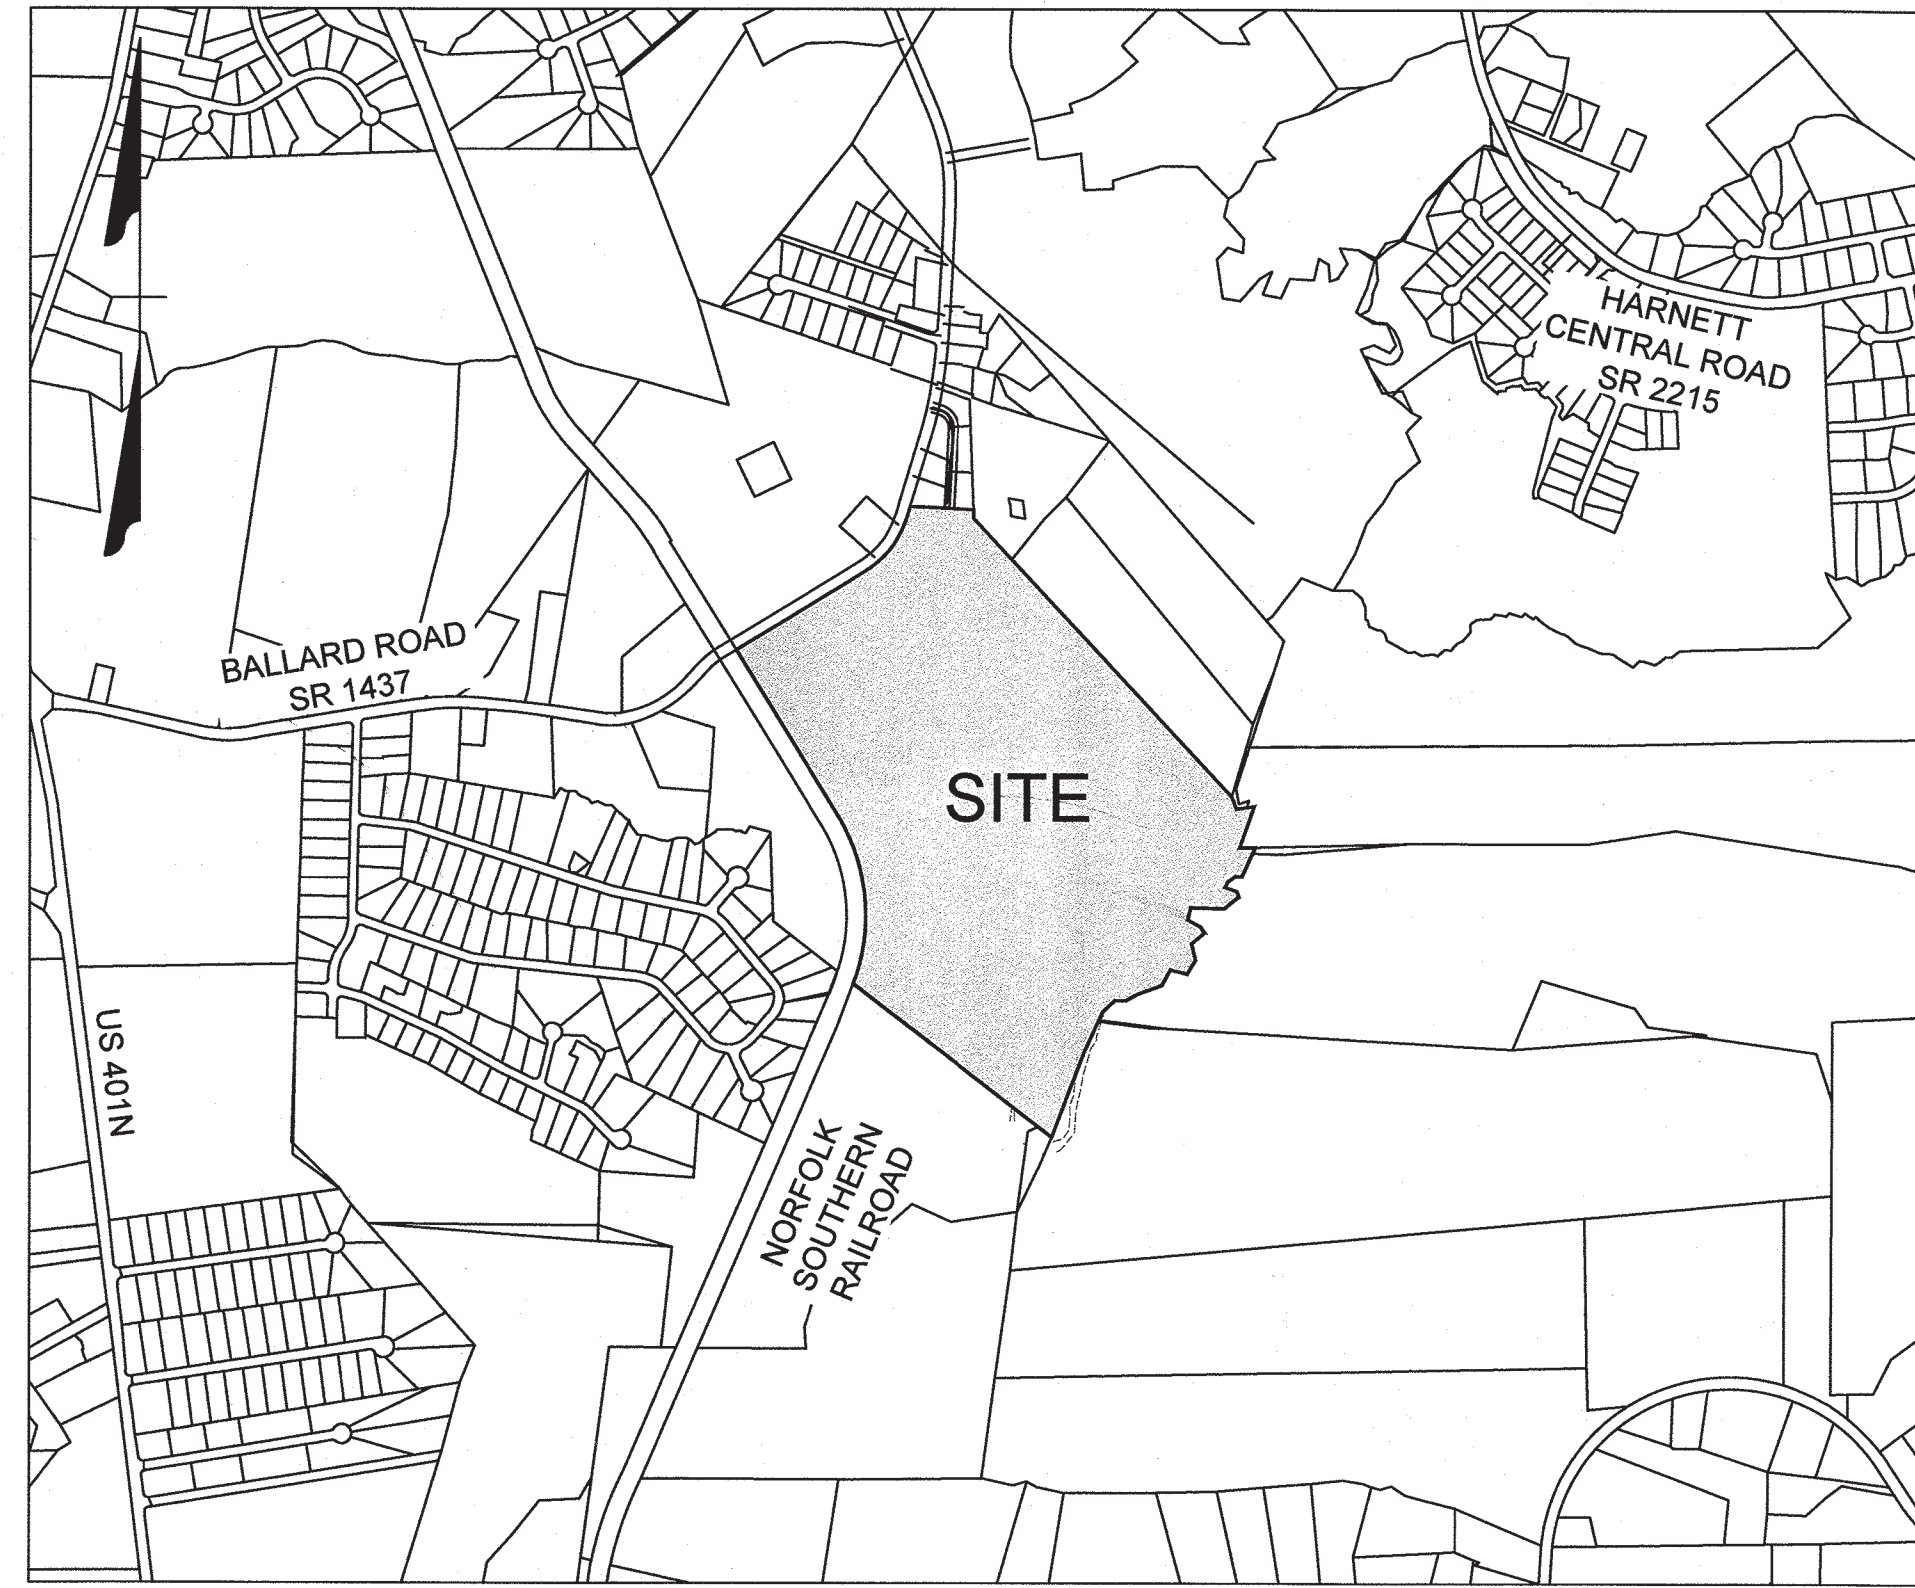 HARNETT
CENTRAL ROAD
SR 2215
BALLARD ROAD
SR 1437
SITE
US 401N
NORFOLK
SOUTHERN
RAILROAD